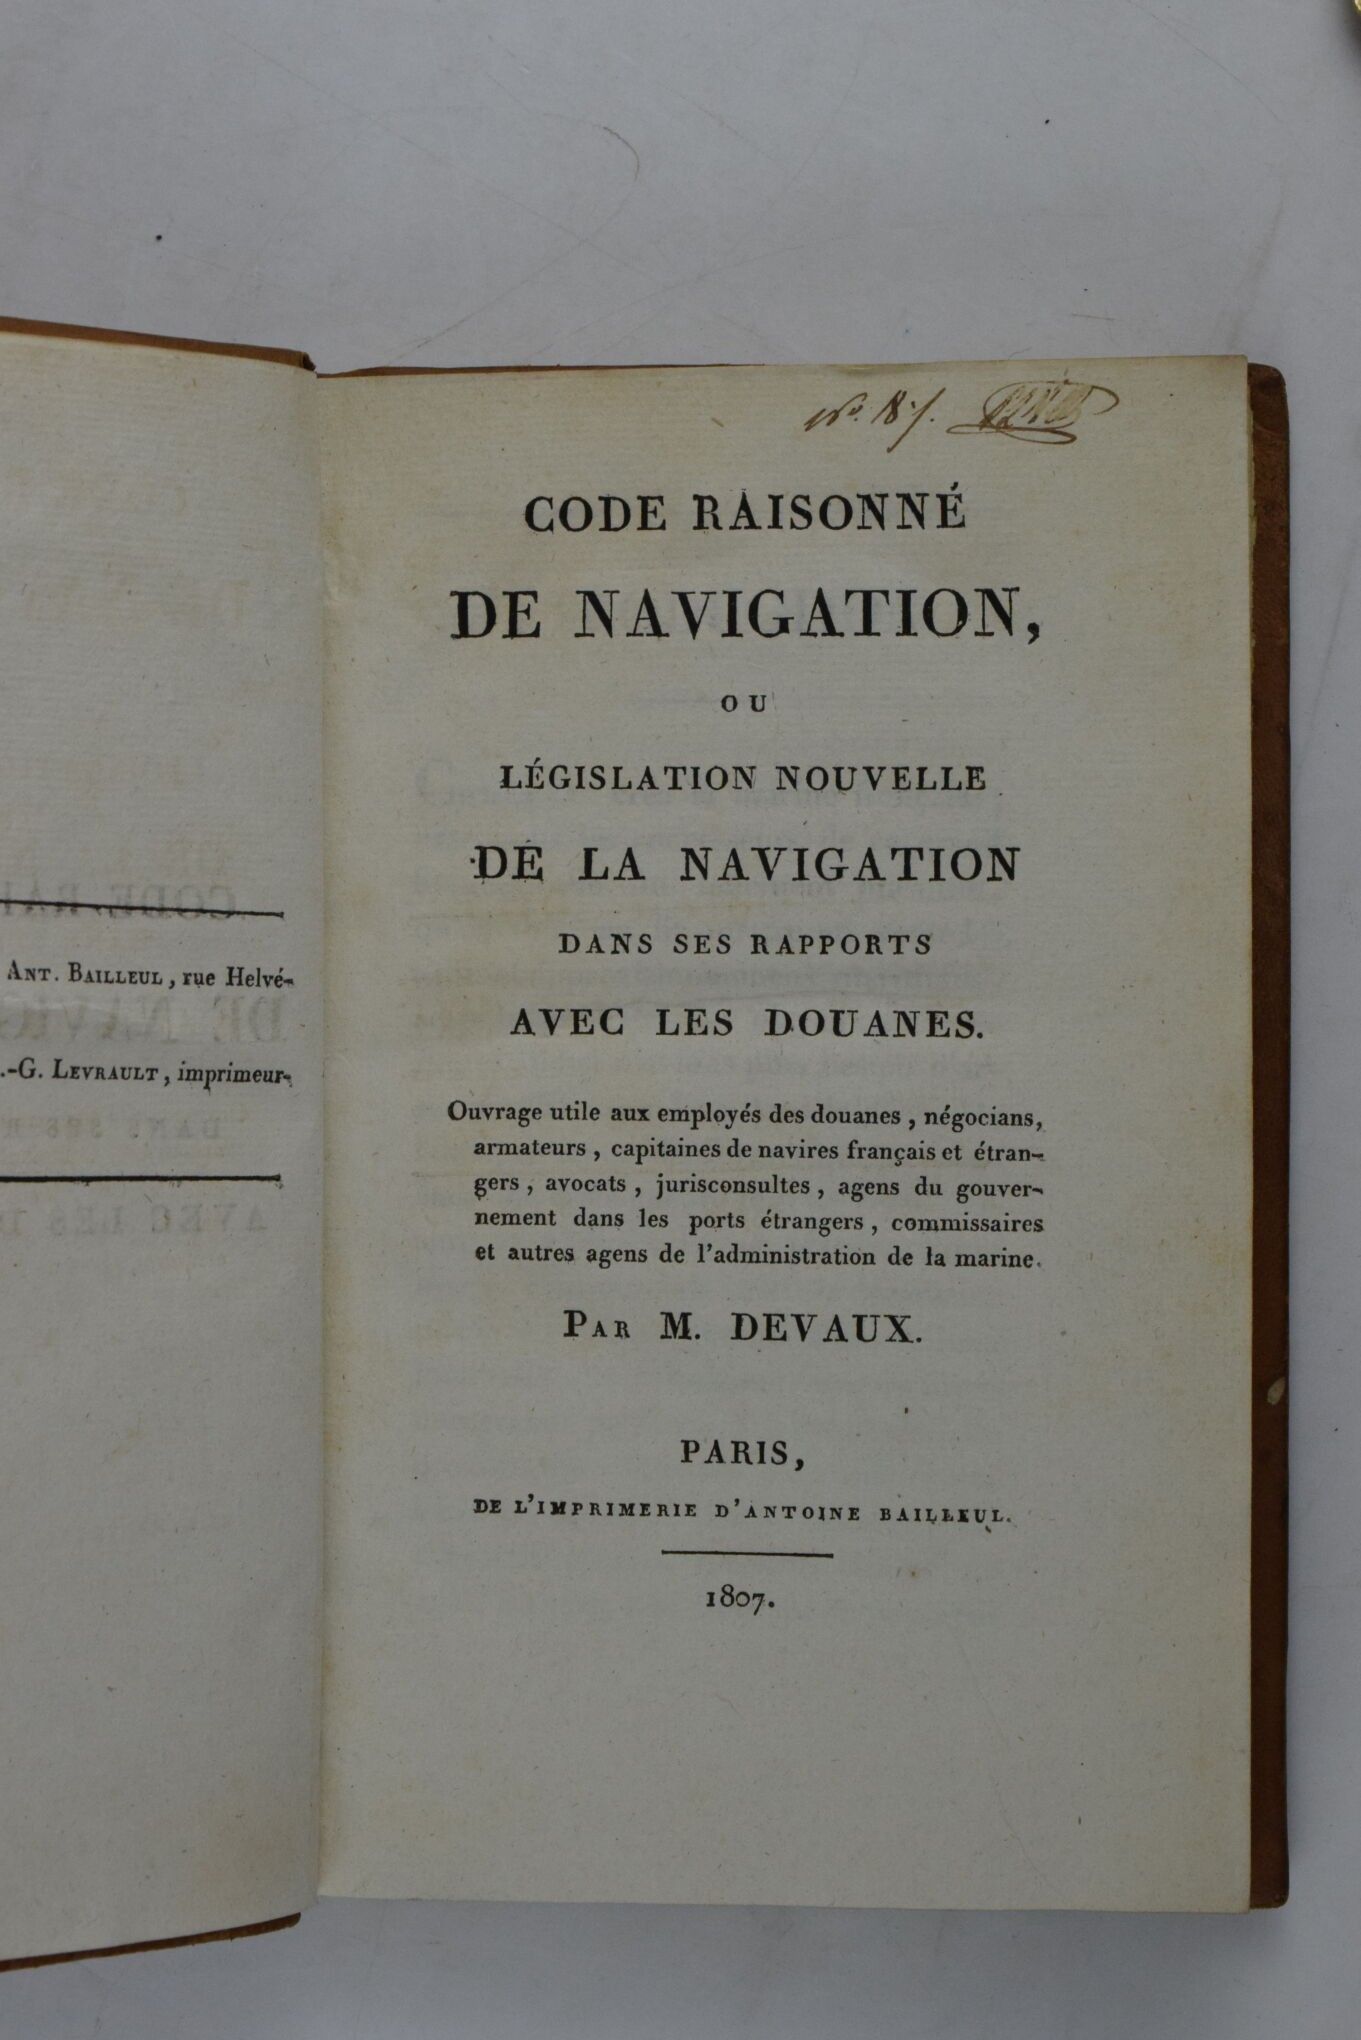 Ant. Bailleul, rue Helvé-
.-G. Levrault, imprimeur-
CODE RAISONNÉ
DE NAVIGATION,
OU
LÉGISLATION NOUVELLE
DE LA NAVIGATION
DANS SES RAPPORTS
AVEC LES DOUANES.
Ouvrage utile aux employés des douanes, négocians,
armateurs, capitaines de navires français et étran-
gers, avocats, jurisconsultes, agens du gouver-
nement dans les ports étrangers, commissaires
et autres agens de l'administration de la marine.
Par M. DEVAUX.
PARIS,
DE L'IMPRIMERIE D'ANTOINE BAILLEUL.
1807.